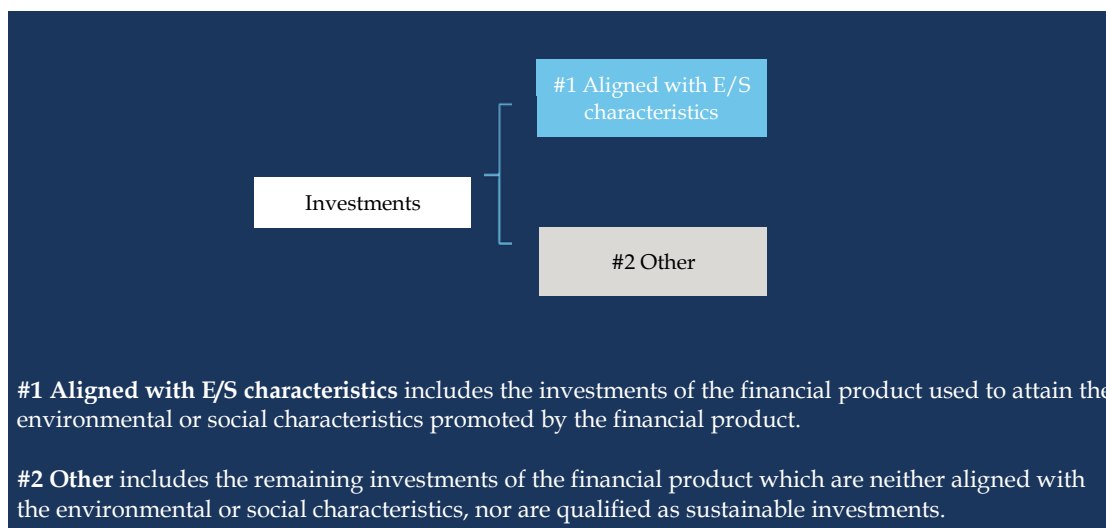 #1 Aligned with E/S
characteristics
Investments
#2 Other
#1 Aligned with E/S characteristics includes the investments of the financial product used to attain the
environmental or social characteristics promoted by the financial product.
#2 Other includes the remaining investments of the financial product which are neither aligned with
the environmental or social characteristics, nor are qualified as sustainable investments.